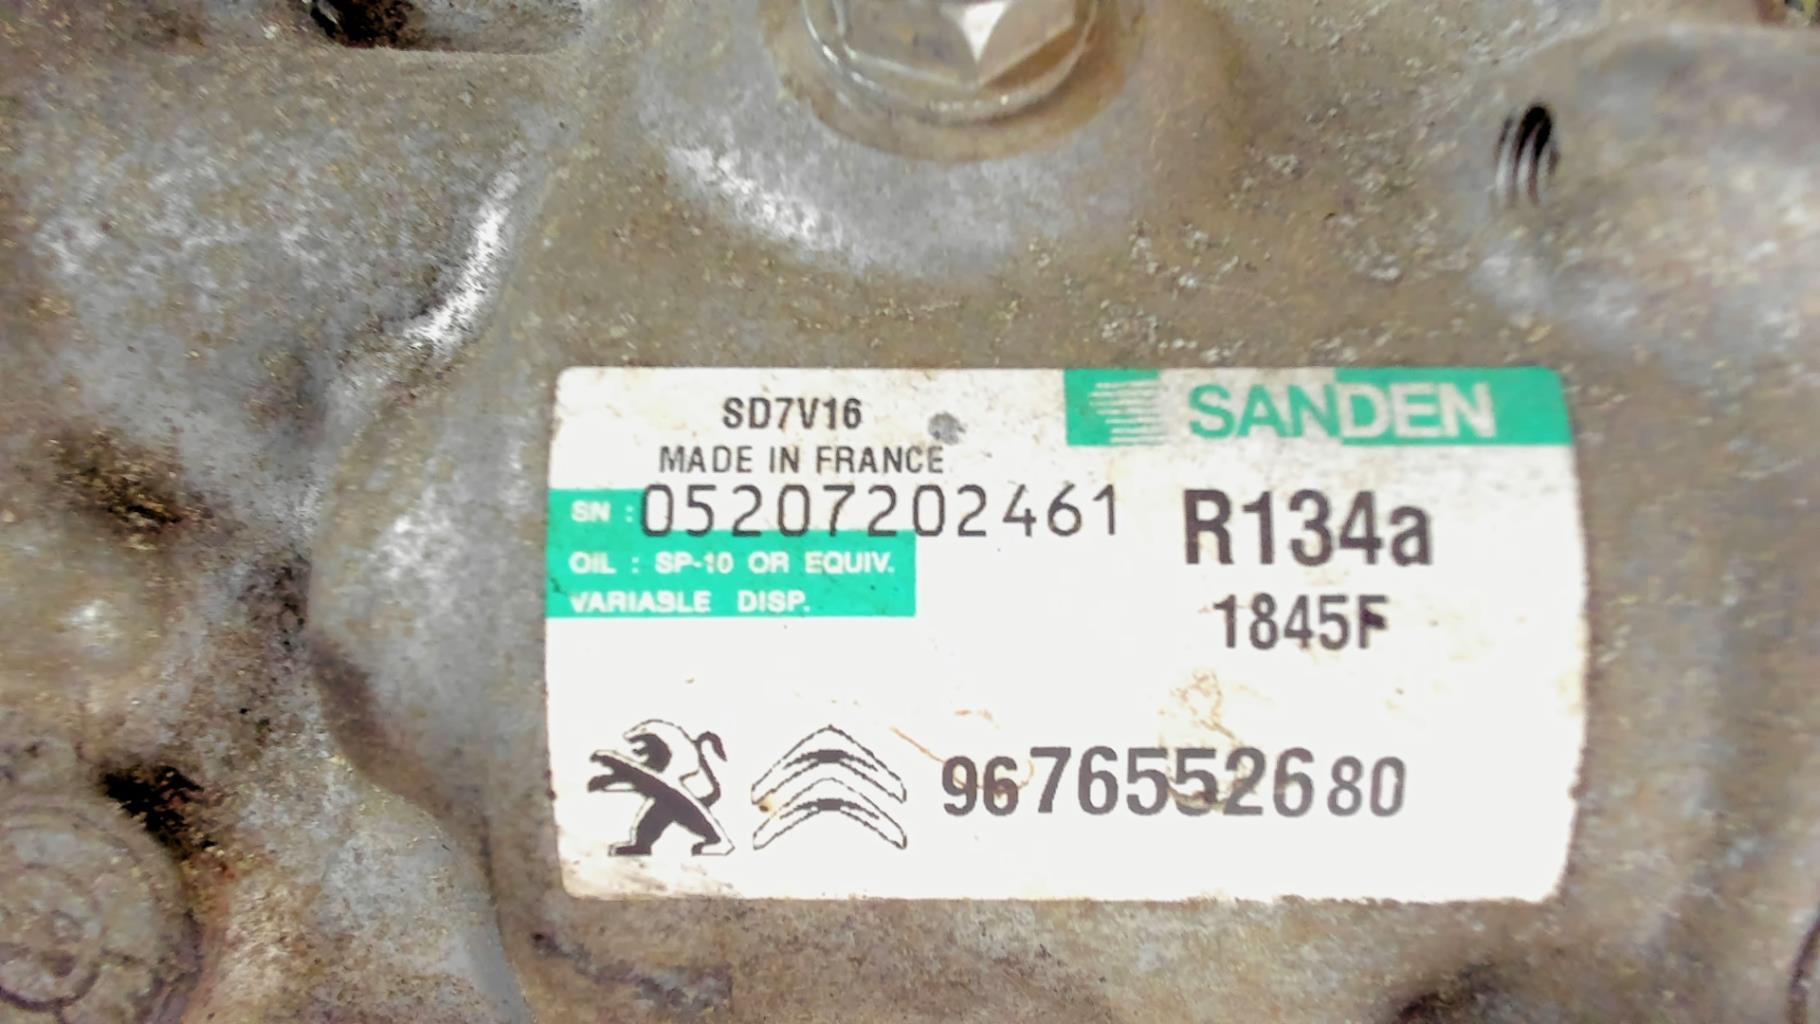 SD7V16
SANDEN
MADE IN FRANCE
SN : 05207202461
R134a
OIL : SP-10 OR EQUIV.
VARIABLE DISP.
1845F
9676552680